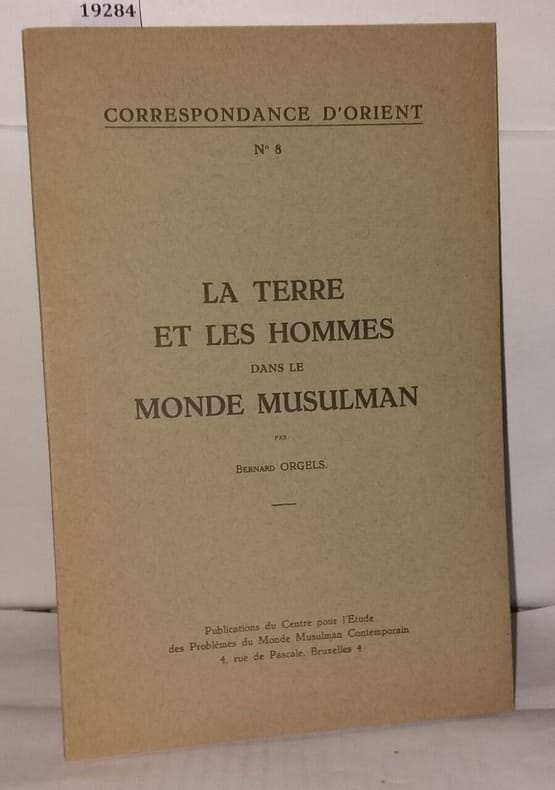 19284
CORRESPONDANCE D'ORIENT
N° 8
LA TERRE
ET LES HOMMES
DANS LE
MONDE MUSULMAN
PAR
BERNARD ORGELS.
Publications du Centre pour l'Etude
des Problèmes du Monde Musulman Contemporain
4, rue de Pascale, Bruxelles 4